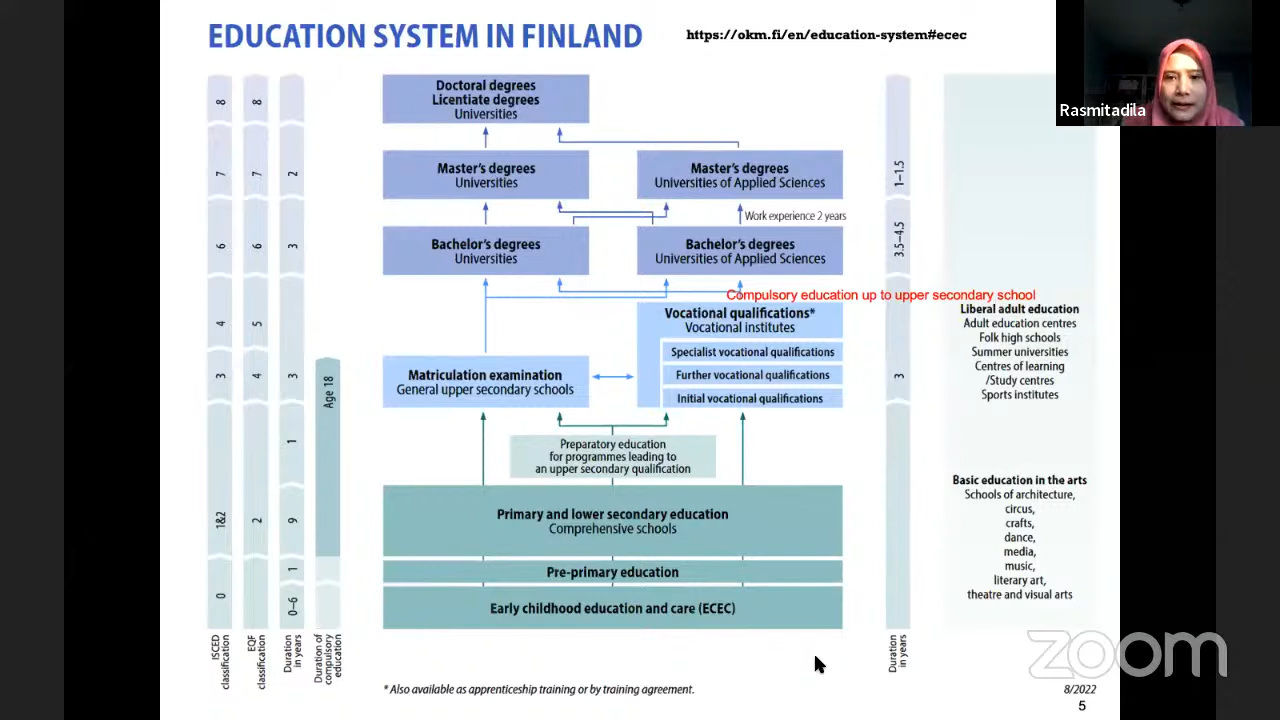 EDUCATION SYSTEM IN FINLAND
https://okm.fi/en/education-system#ecec
Rasmitadila
8
8
Doctoral degrees
Licentiate degrees
Universities
7
7
2
Master's degrees
Universities
Master's degrees
Universities of Applied Sciences
1–1.5
Work experience 2 years
6
6
3
Bachelor's degrees
Universities
Bachelor's degrees
Universities of Applied Sciences
3.5–4.5
Compulsory education up to upper secondary school
4
5
Vocational qualifications*
Vocational institutes
Specialist vocational qualifications
Further vocational qualifications
Initial vocational qualifications
3
4
3
Age 18
Matriculation examination
General upper secondary schools
3
Liberal adult education
Adult education centres
Folk high schools
Summer universities
Centres of learning
/Study centres
Sports institutes
1
Preparatory education
for programmes leading to
an upper secondary qualification
1&2
2
9
Primary and lower secondary education
Comprehensive schools
Basic education in the arts
Schools of architecture,
circus,
crafts,
dance,
media,
music,
literary art,
theatre and visual arts
0
1
Pre-primary education
0–6
Early childhood education and care (ECEC)
ISCED
classification
EQF
classification
Duration
in years
Duration of
compulsory
education
Duration
in years
* Also available as apprenticeship training or by training agreement.
8/2022
5
zoom